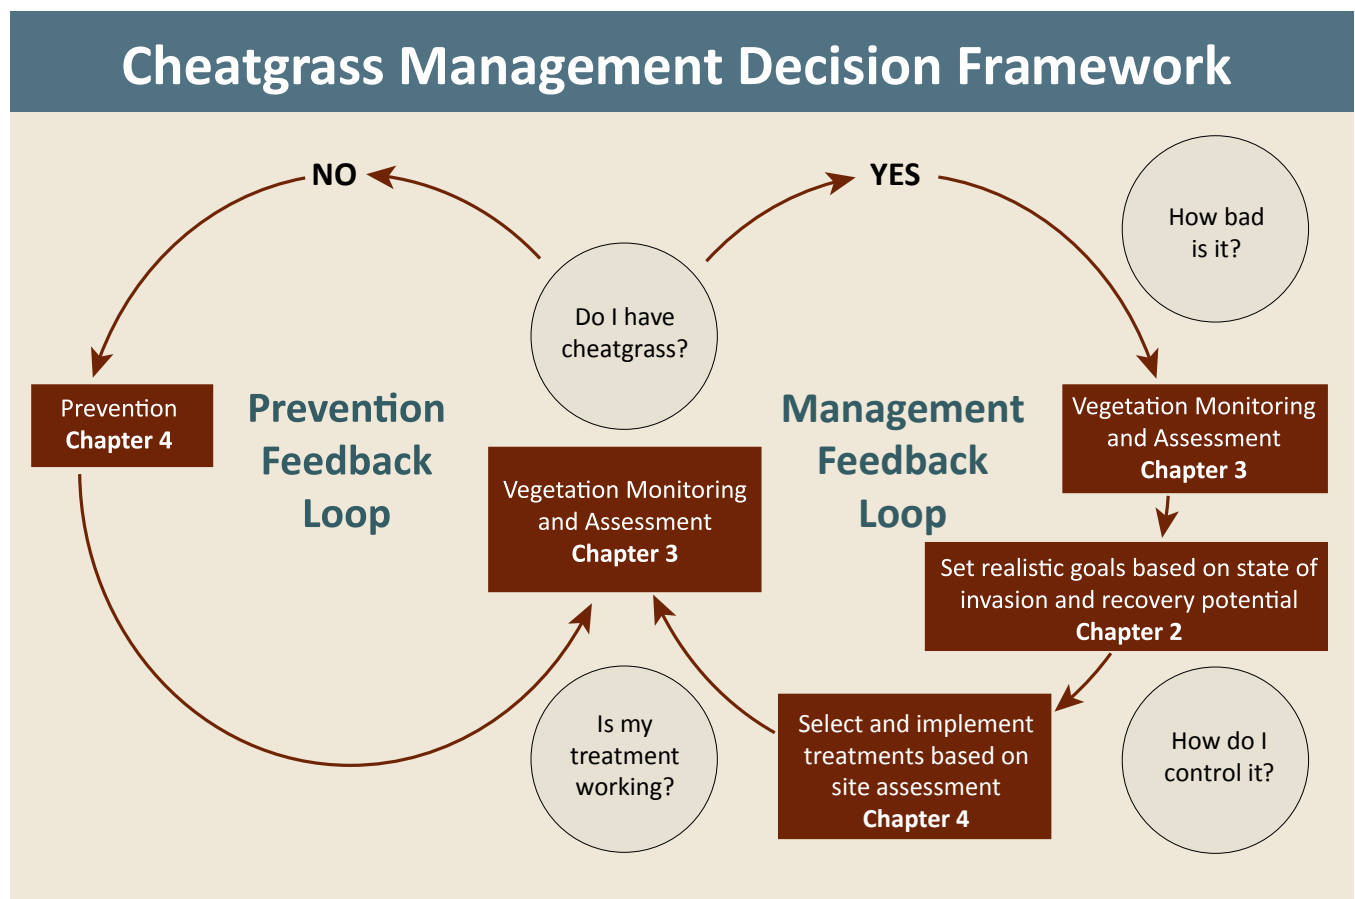 Cheatgrass Management Decision Framework
NO
YES
How bad
is it?
Do I have
cheatgrass?
Prevention
Chapter 4
Prevention
Feedback
Loop
Management
Feedback
Loop
Vegetation Monitoring
and Assessment
Chapter 3
Vegetation Monitoring
and Assessment
Chapter 3
Set realistic goals based on state of
invasion and recovery potential
Chapter 2
Is my
treatment
working?
Select and implement
treatments based on
site assessment
Chapter 4
How do I
control it?